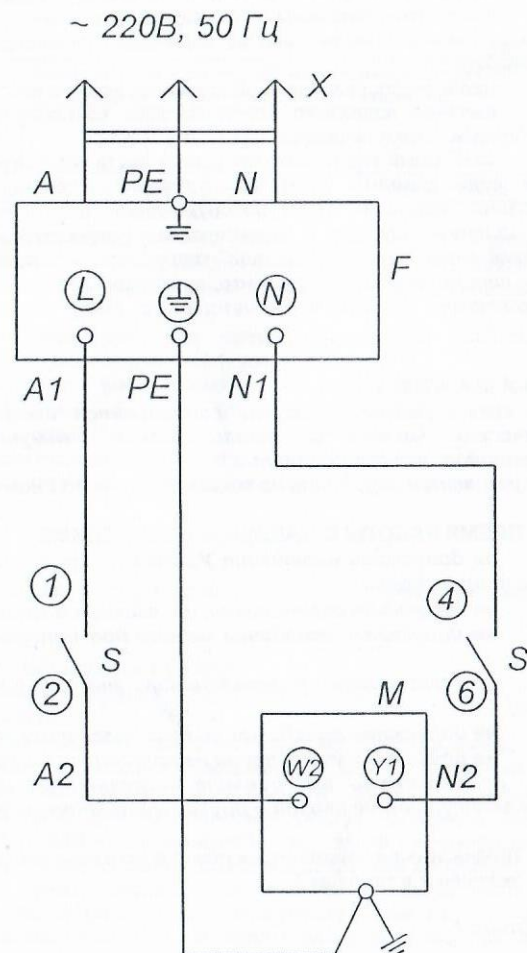 ~ 220В, 50 Гц
X
A PE N
F
L N
A1 PE N1
1 4
S S
2 6
M
A2 W2 Y1 N2